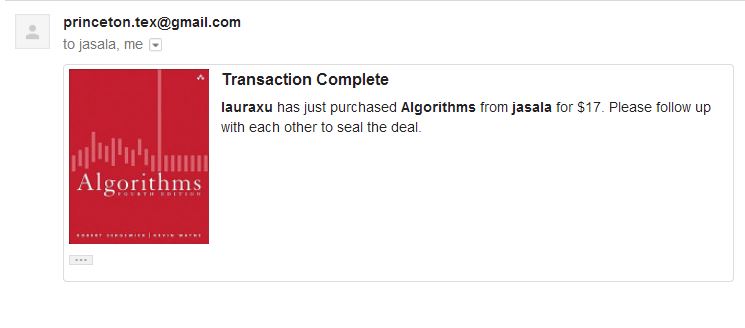 princeton.tex@gmail.com
to jasala, me
Transaction Complete
lauraxu has just purchased Algorithms from jasala for $17. Please follow up
with each other to seal the deal.
Algorithms
FOURTH EDITION
ROBERT SEDGEWICK | KEVIN WAYNE